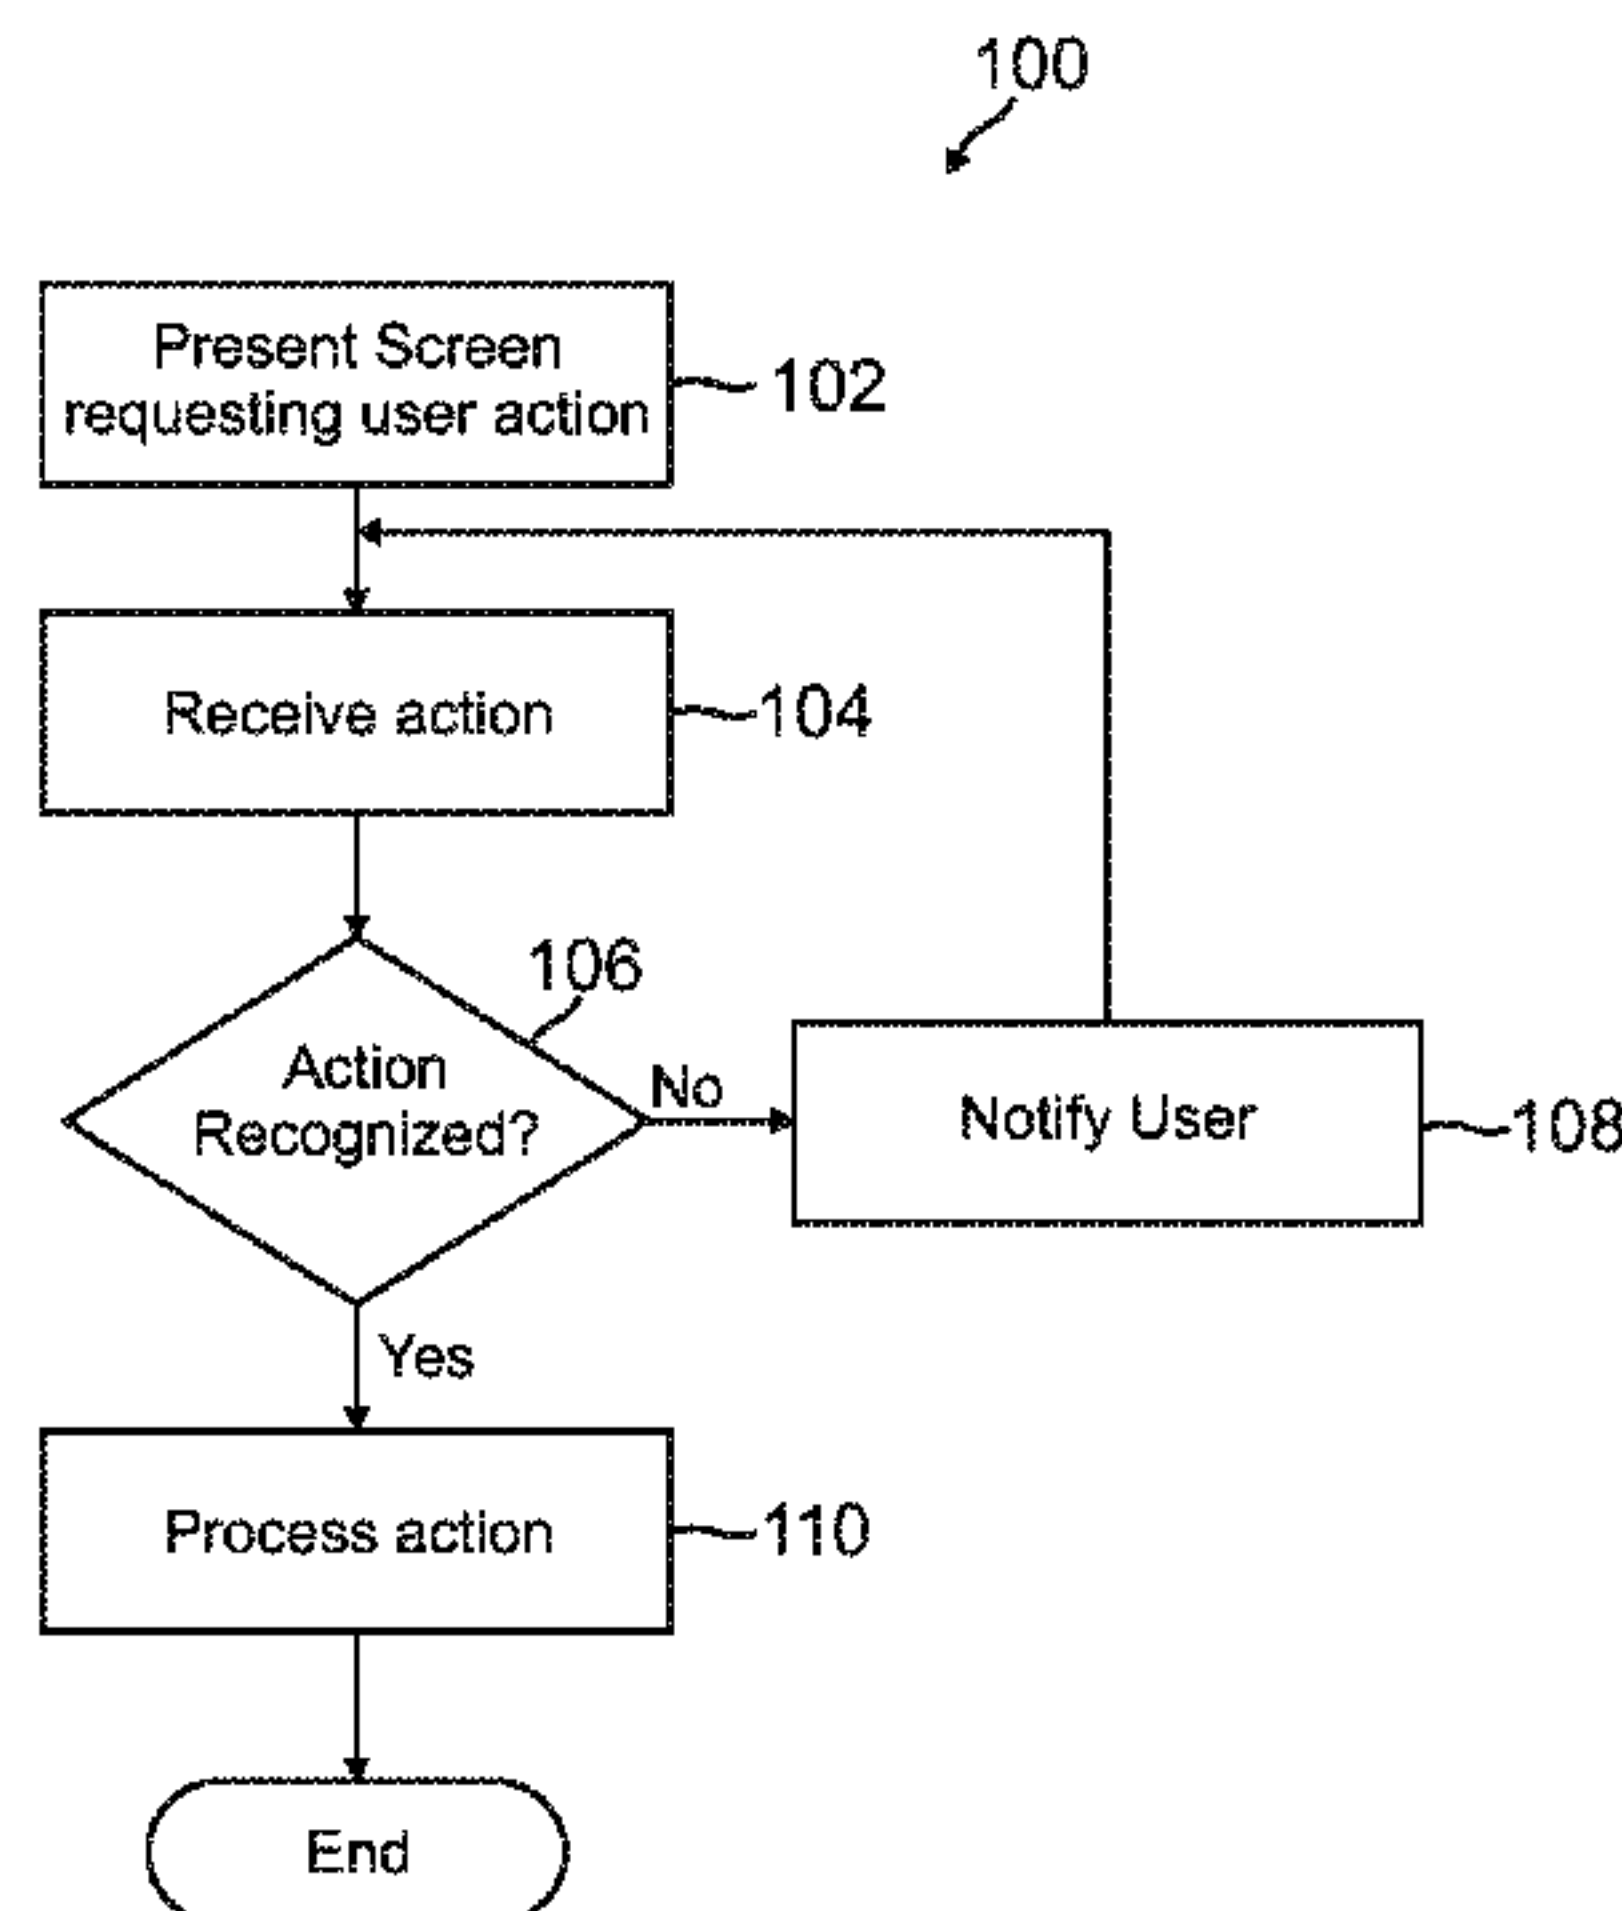 100
Present Screen
requesting user action
102
Receive action
104
106
Action
Recognized?
No
Notify User
108
Yes
Process action
110
End